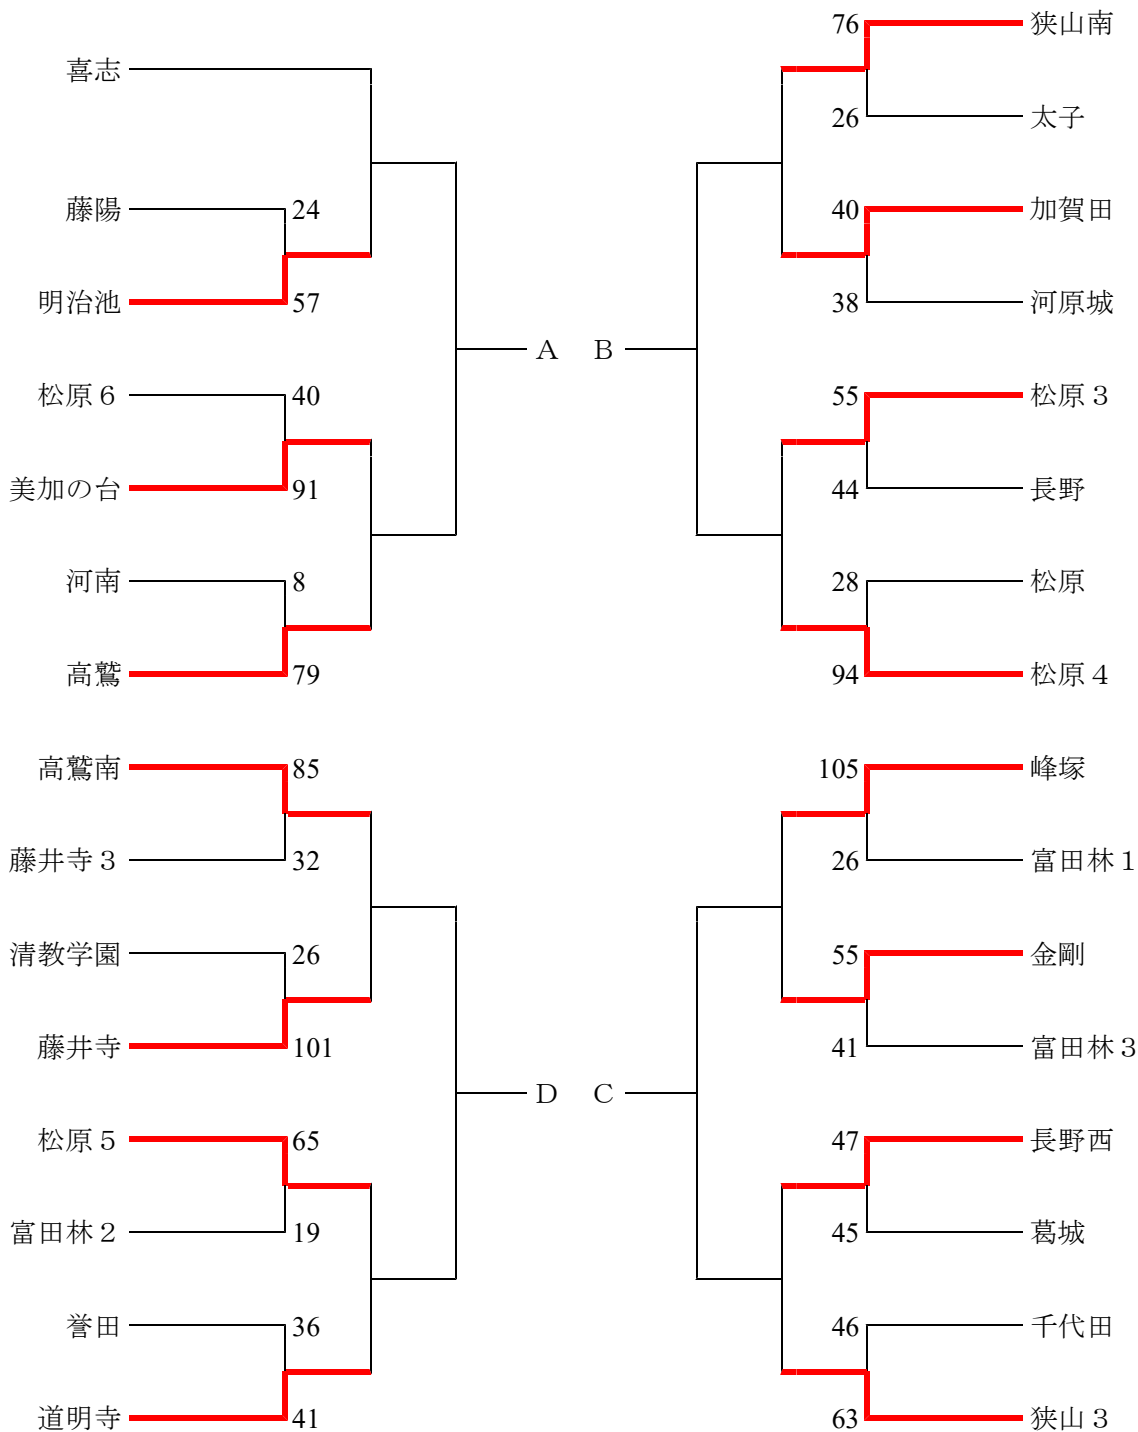 喜志
藤陽 24
明治池 57
松原６ 40
美加の台 91
河南 8
高鷲 79
A
76 狭山南
26 太子
40 加賀田
38 河原城
B
55 松原３
44 長野
28 松原
94 松原４
高鷲南 85
藤井寺３ 32
清教学園 26
藤井寺 101
D
松原５ 65
富田林２ 19
誉田 36
道明寺 41
105 峰塚
26 富田林１
55 金剛
41 富田林３
C
47 長野西
45 葛城
46 千代田
63 狭山３